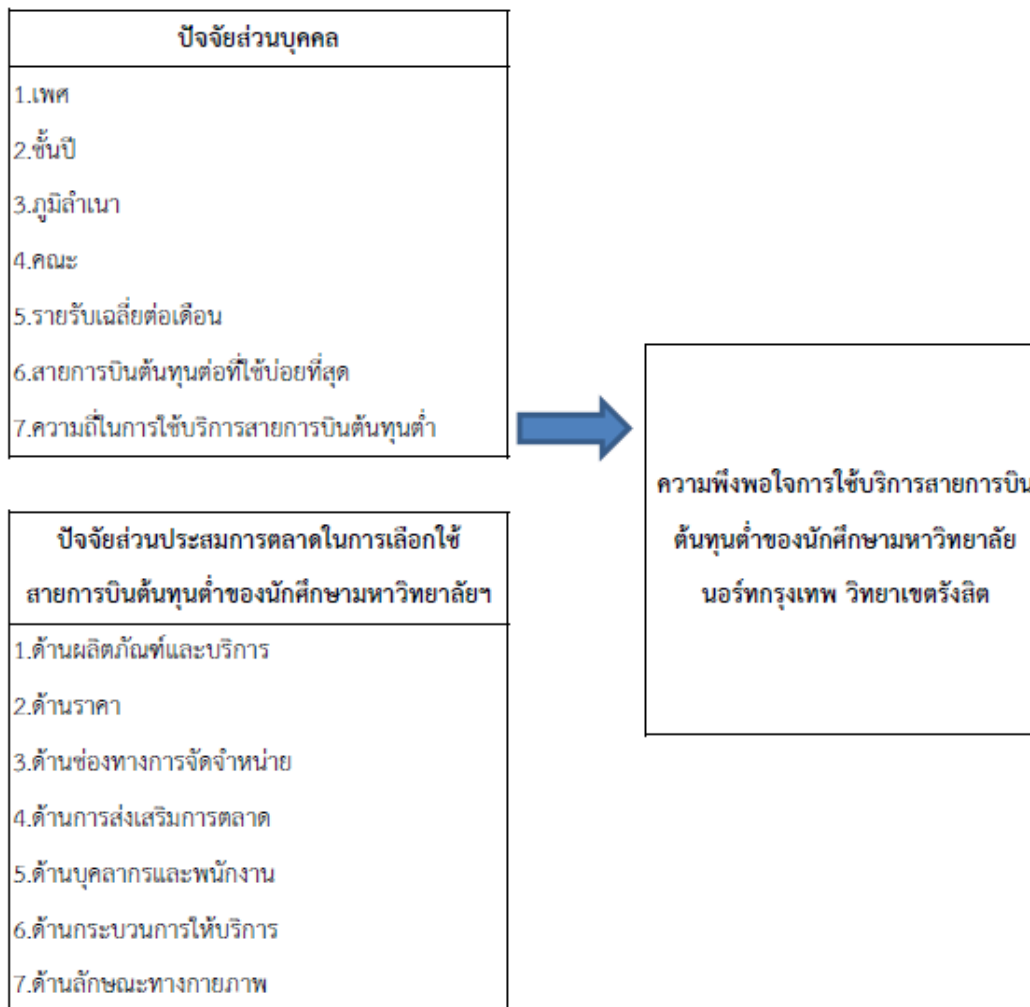 ปัจจัยส่วนบุคคล
1.เพศ
2.ชั้นปี
3.ภูมิลำเนา
4.คณะ
5.รายรับเฉลี่ยต่อเดือน
6.สายการบินต้นทุนต่อที่ใช้บ่อยที่สุด
7.ความถี่ในการใช้บริการสายการบินต้นทุนต่ำ
ปัจจัยส่วนประสมการตลาดในการเลือกใช้
สายการบินต้นทุนต่ำของนักศึกษามหาวิทยาลัยฯ
1.ด้านผลิตภัณฑ์และบริการ
2.ด้านราคา
3.ด้านช่องทางการจัดจำหน่าย
4.ด้านการส่งเสริมการตลาด
5.ด้านบุคลากรและพนักงาน
6.ด้านกระบวนการให้บริการ
7.ด้านลักษณะทางกายภาพ
ความพึงพอใจการใช้บริการสายการบิน
ต้นทุนต่ำของนักศึกษามหาวิทยาลัย
นอร์ทกรุงเทพ วิทยาเขตรังสิต